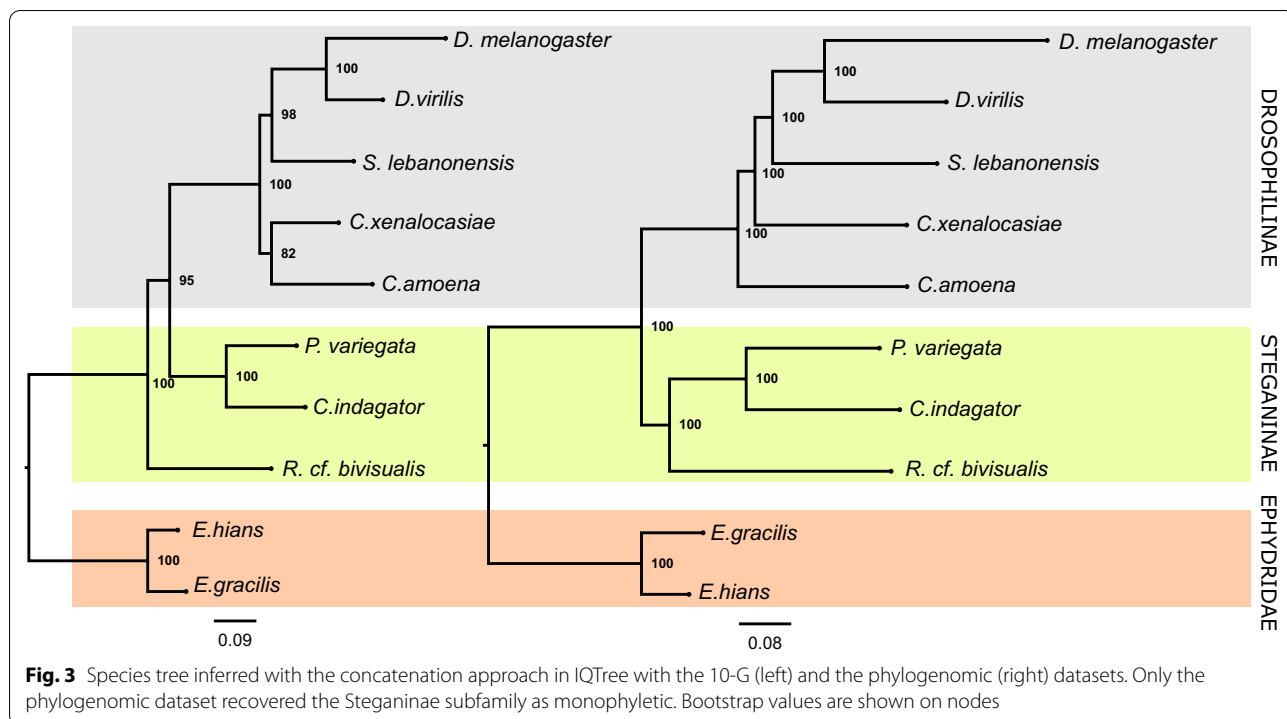 D. melanogaster
100
D.virilis
98
S. lebanonensis
100
C.xenalocasiae
82
C.amoena
95
P. variegata
100
100
C.indagator
R. cf. bivisualis
E.hians
100
E.gracilis
0.09
D. melanogaster
100
D.virilis
100
S. lebanonensis
100
C.xenalocasiae
100
C.amoena
100
P. variegata
100
C.indagator
100
R. cf. bivisualis
E.gracilis
100
E.hians
0.08
DROSOPHILINAE
STEGANINAE
EPHYDRIDAE
Fig. 3 Species tree inferred with the concatenation approach in IQTree with the 10-G (left) and the phylogenomic (right) datasets. Only the
phylogenomic dataset recovered the Steganinae subfamily as monophyletic. Bootstrap values are shown on nodes